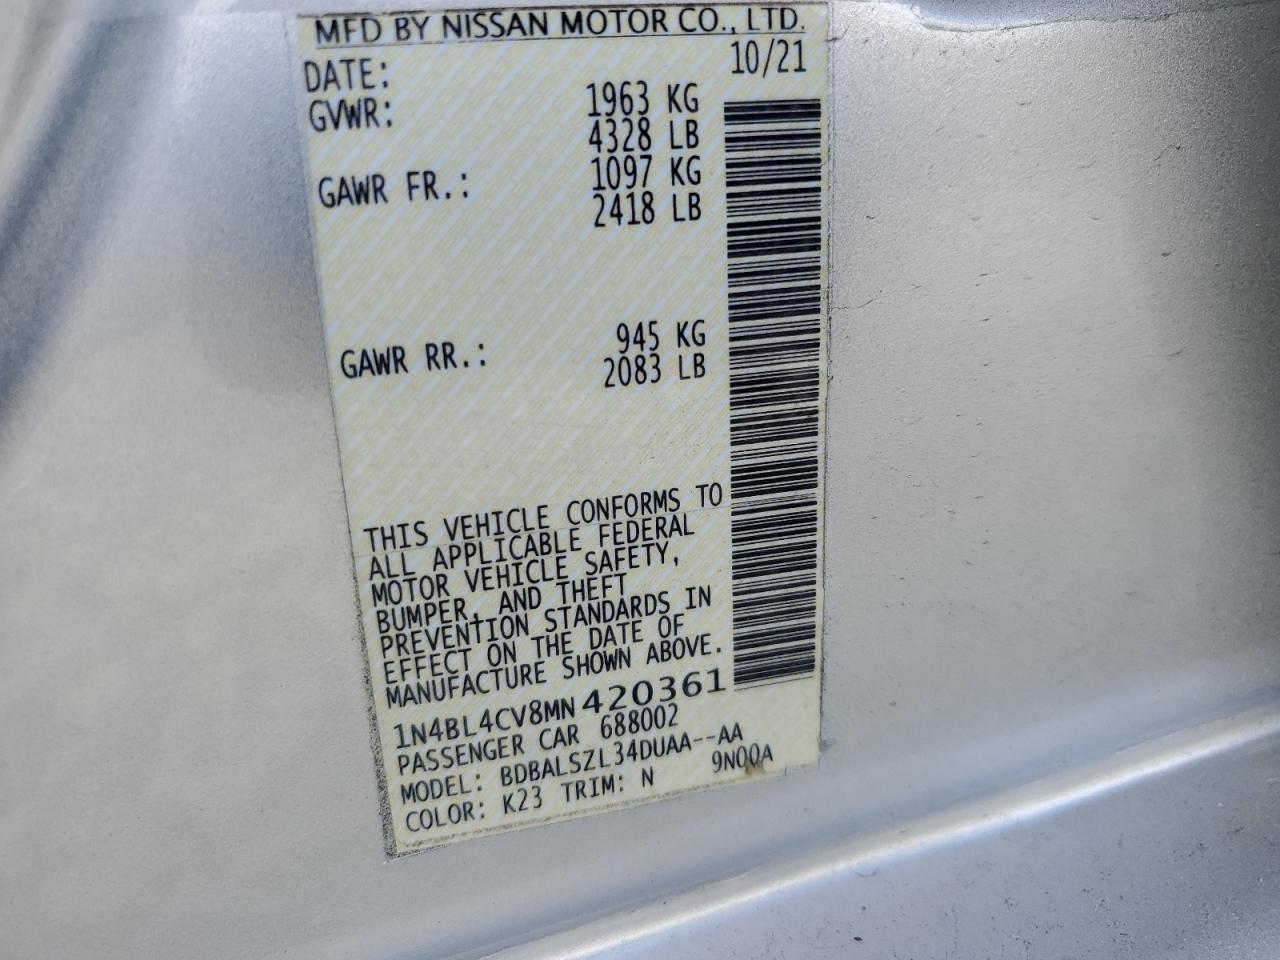 MFD BY NISSAN MOTOR CO., LTD.
DATE: 10/21
GVWR: 1963 KG
4328 LB
GAWR FR.: 1097 KG
2418 LB
GAWR RR.: 945 KG
2083 LB
THIS VEHICLE CONFORMS TO
ALL APPLICABLE FEDERAL
MOTOR VEHICLE SAFETY,
BUMPER, AND THEFT
PREVENTION STANDARDS IN
EFFECT ON THE DATE OF
MANUFACTURE SHOWN ABOVE.
1N4BL4CV8MN420361
PASSENGER CAR 688002
MODEL: BDBALSZL34DUAA--AA
COLOR: K23 TRIM: N 9N00A